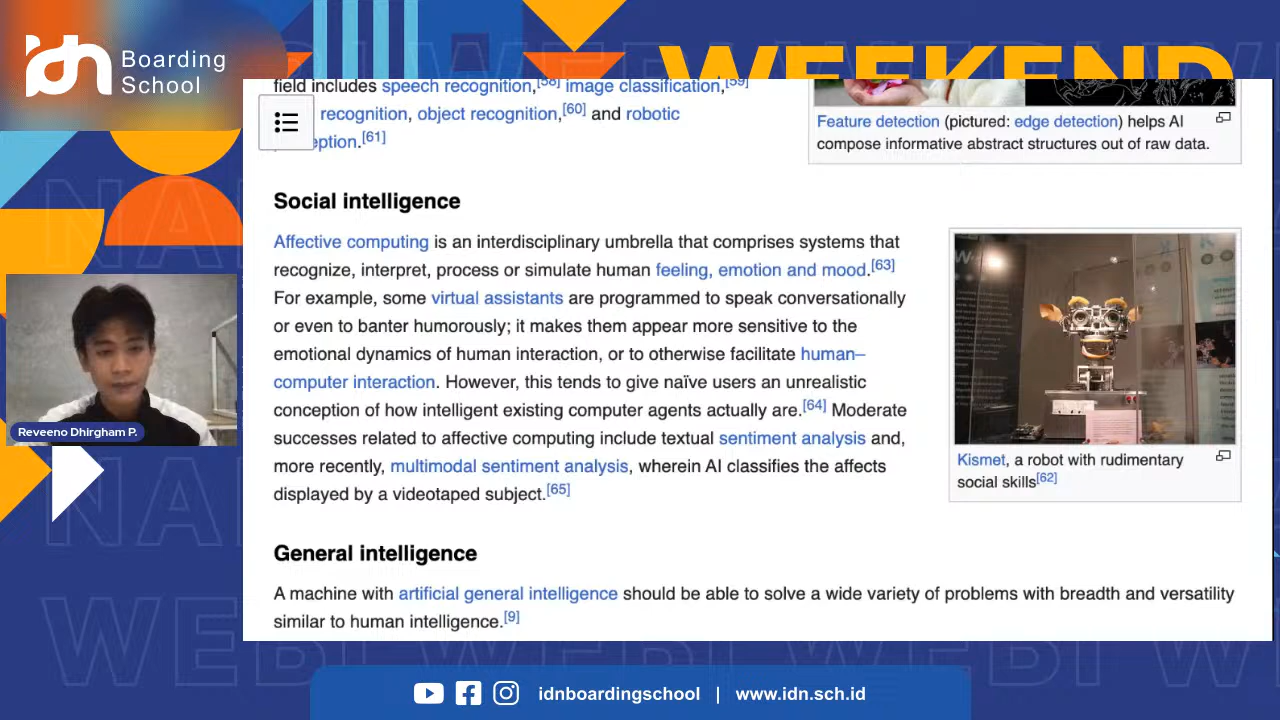 idn Boarding
School
WEEKEND
field includes speech recognition,[58] image classification,[59]
recognition, object recognition,[60] and robotic
eption.[61]
Feature detection (pictured: edge detection) helps AI
compose informative abstract structures out of raw data.
Social intelligence
Affective computing is an interdisciplinary umbrella that comprises systems that
recognize, interpret, process or simulate human feeling, emotion and mood.[63]
For example, some virtual assistants are programmed to speak conversationally
or even to banter humorously; it makes them appear more sensitive to the
emotional dynamics of human interaction, or to otherwise facilitate human–
computer interaction. However, this tends to give naïve users an unrealistic
conception of how intelligent existing computer agents actually are.[64] Moderate
successes related to affective computing include textual sentiment analysis and,
more recently, multimodal sentiment analysis, wherein AI classifies the affects
displayed by a videotaped subject.[65]
Kismet, a robot with rudimentary
social skills[62]
Reveeno Dhirgham P.
General intelligence
A machine with artificial general intelligence should be able to solve a wide variety of problems with breadth and versatility
similar to human intelligence.[9]
WEBI WEBI WEBI
idnboardingschool | www.idn.sch.id